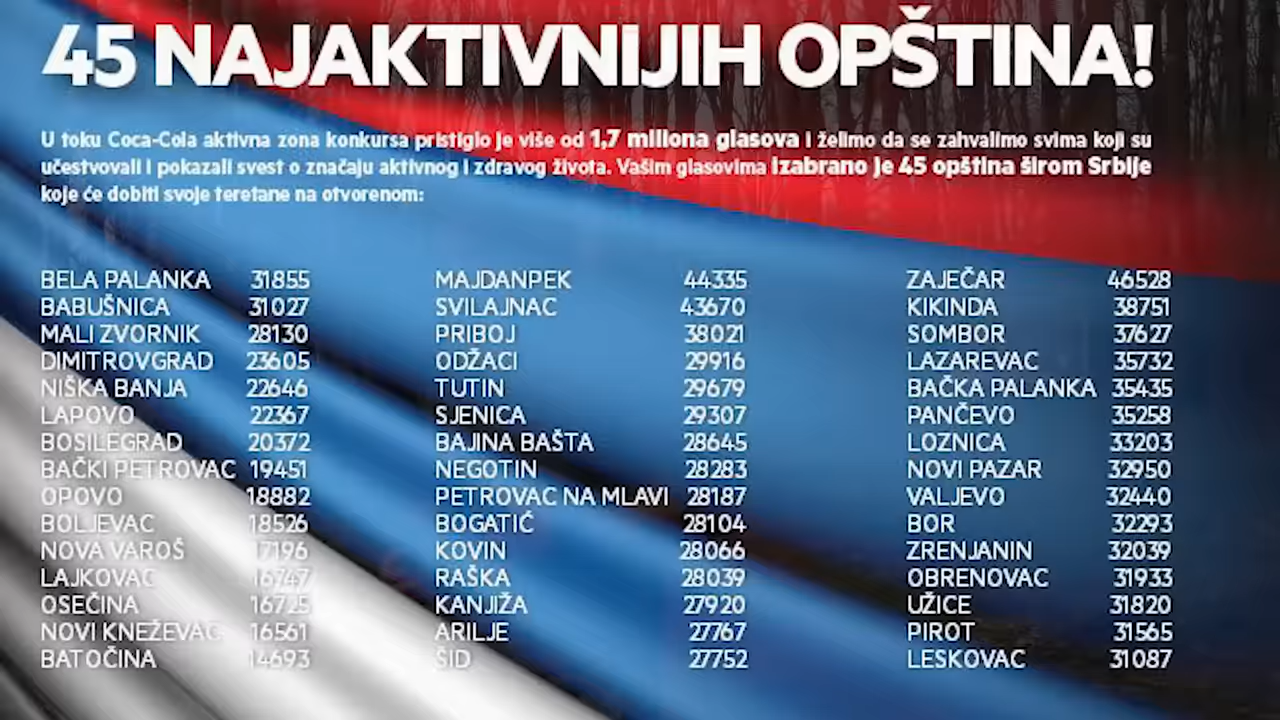 45 NAJAKTIVNIJIH OPŠTINA!
U toku Coca-Cola aktivna zona konkursa pristiglo je više od 1,7 miliona glasova i želimo da se zahvalimo svima koji su
učestvovali i pokazali svest o značaju aktivnog i zdravog života. Vašim glasovima izabrano je 45 opština širom Srbije
koje će dobiti svoje teretane na otvorenom:
BELA PALANKA 31855
BABUŠNICA 31027
MALI ZVORNIK 28130
DIMITROVGRAD 23605
NIŠKA BANJA 22646
LAPOVO 22367
BOSILEGRAD 20372
BAČKI PETROVAC 19451
OPOVO 18882
BOLJEVAC 18526
NOVA VAROŠ 17196
LAJKOVAC 16747
OSEČINA 16725
NOVI KNEŽEVAC 16561
BATOČINA 14693
MAJDANPEK 44335
SVILAJNAC 43670
PRIBOJ 38021
ODŽACI 29916
TUTIN 29679
SJENICA 29307
BAJINA BAŠTA 28645
NEGOTIN 28283
PETROVAC NA MLAVI 28187
BOGATIĆ 28104
KOVIN 28066
RAŠKA 28039
KANJIŽA 27920
ARILJE 27767
ŠID 27752
ZAJEČAR 46528
KIKINDA 38751
SOMBOR 37627
LAZAREVAC 35732
BAČKA PALANKA 35435
PANČEVO 35258
LOZNICA 33203
NOVI PAZAR 32950
VALJEVO 32440
BOR 32293
ZRENJANIN 32039
OBRENOVAC 31933
UŽICE 31820
PIROT 31565
LESKOVAC 31087